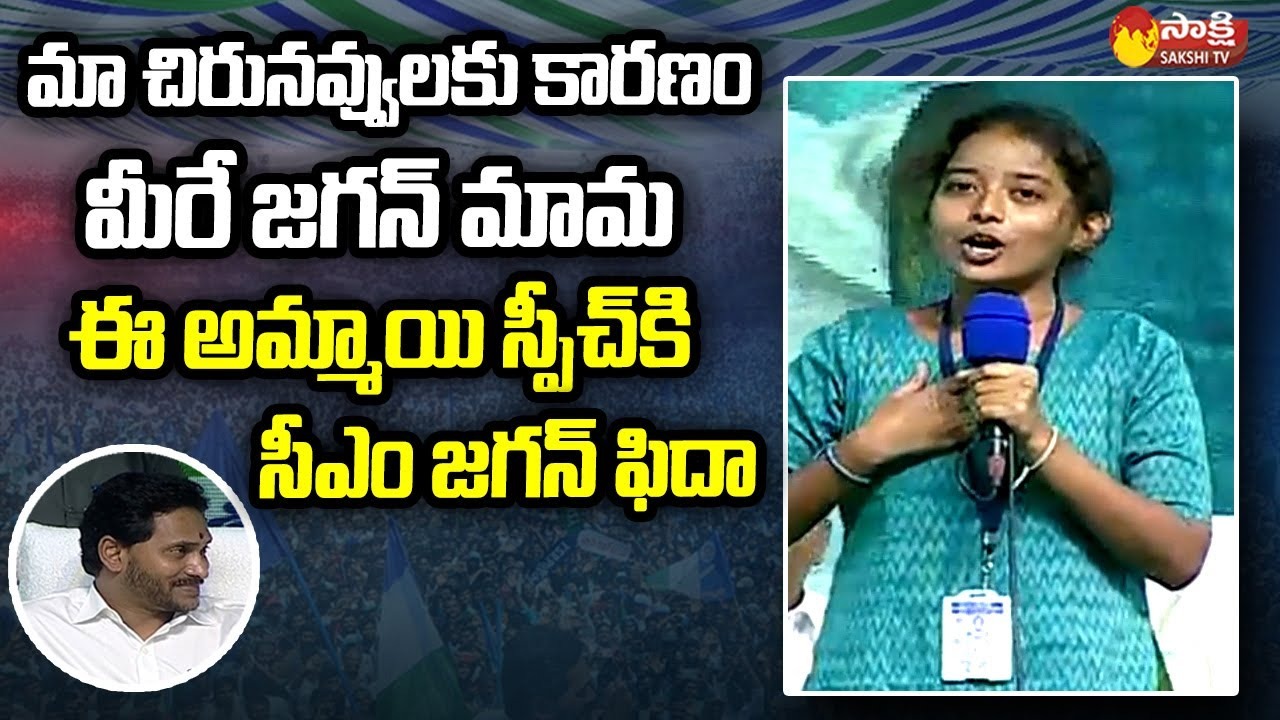 సాక్షి
SAKSHI TV
మా చిరునవ్వులకు కారణం
మీరే జగన్ మామ
ఈ అమ్మాయి స్పీచ్‌కి
సీఎం జగన్ ఫిదా